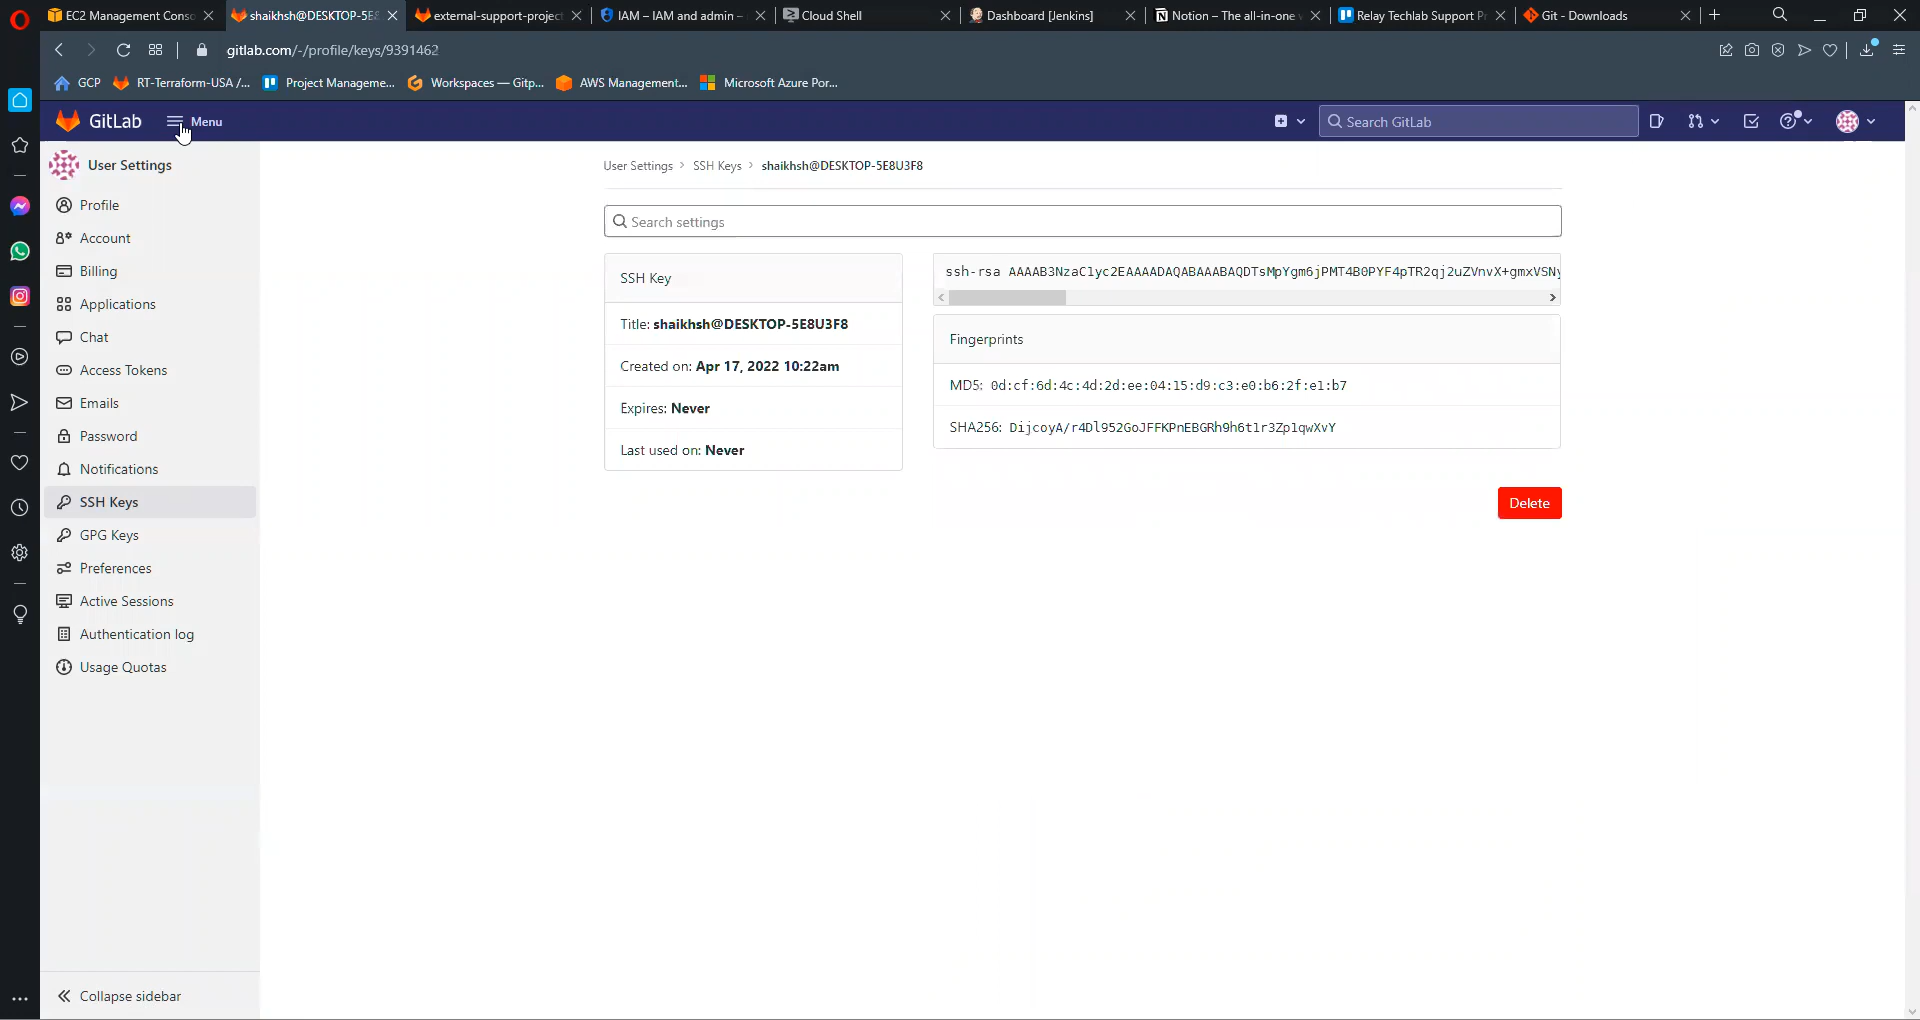 EC2 Management Conso
shaikhsh@DESKTOP-5E8
external-support-project
IAM – IAM and admin –
Cloud Shell
Dashboard [Jenkins]
Notion – The all-in-one
Relay Techlab Support Pr
Git - Downloads
gitlab.com/-/profile/keys/9391462
GCP
RT-Terraform-USA /...
Project Manageme...
Workspaces — Gitp...
AWS Management...
Microsoft Azure Por...
GitLab
Menu
Search GitLab
User Settings
Profile
Account
Billing
Applications
Chat
Access Tokens
Emails
Password
Notifications
SSH Keys
GPG Keys
Preferences
Active Sessions
Authentication log
Usage Quotas
Collapse sidebar
User Settings > SSH Keys > shaikhsh@DESKTOP-5E8U3F8
Search settings
SSH Key
Title: shaikhsh@DESKTOP-5E8U3F8
Created on: Apr 17, 2022 10:22am
Expires: Never
Last used on: Never
ssh-rsa AAAAB3NzaC1yc2EAAAADAQABAAABAQDTsMpYgm6jPMT4B0PYF4pTR2qj2uZVnvX+gmxVSNy
Fingerprints
MD5: 0d:cf:6d:4c:4d:2d:ee:04:15:d9:c3:e0:b6:2f:e1:b7
SHA256: DijcoyA/r4Dl952GoJFFKPnEBGRh9h6t1r3Zp1qwXvY
Delete